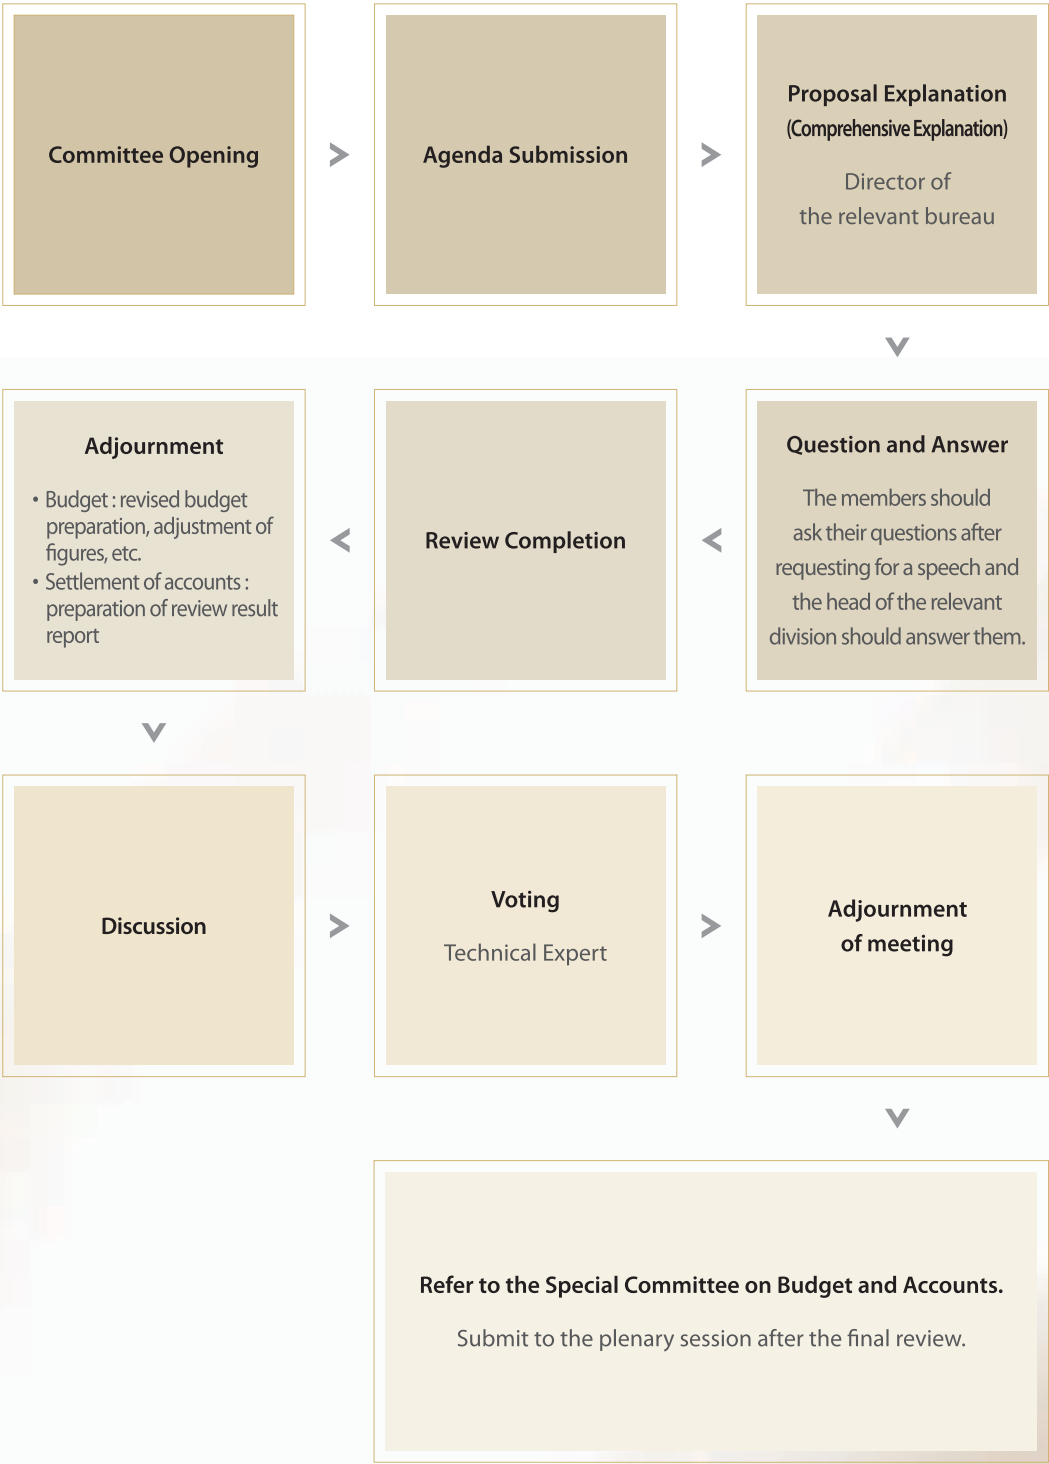 Committee Opening
>
Agenda Submission
>
Proposal Explanation
(Comprehensive Explanation)
Director of
the relevant bureau
Question and Answer
The members should
ask their questions after
requesting for a speech and
the head of the relevant
division should answer them.
<
Review Completion
<
Adjournment
• Budget : revised budget
preparation, adjustment of
figures, etc.
• Settlement of accounts :
preparation of review result
report
Discussion
>
Voting
Technical Expert
>
Adjournment
of meeting
Refer to the Special Committee on Budget and Accounts.
Submit to the plenary session after the final review.